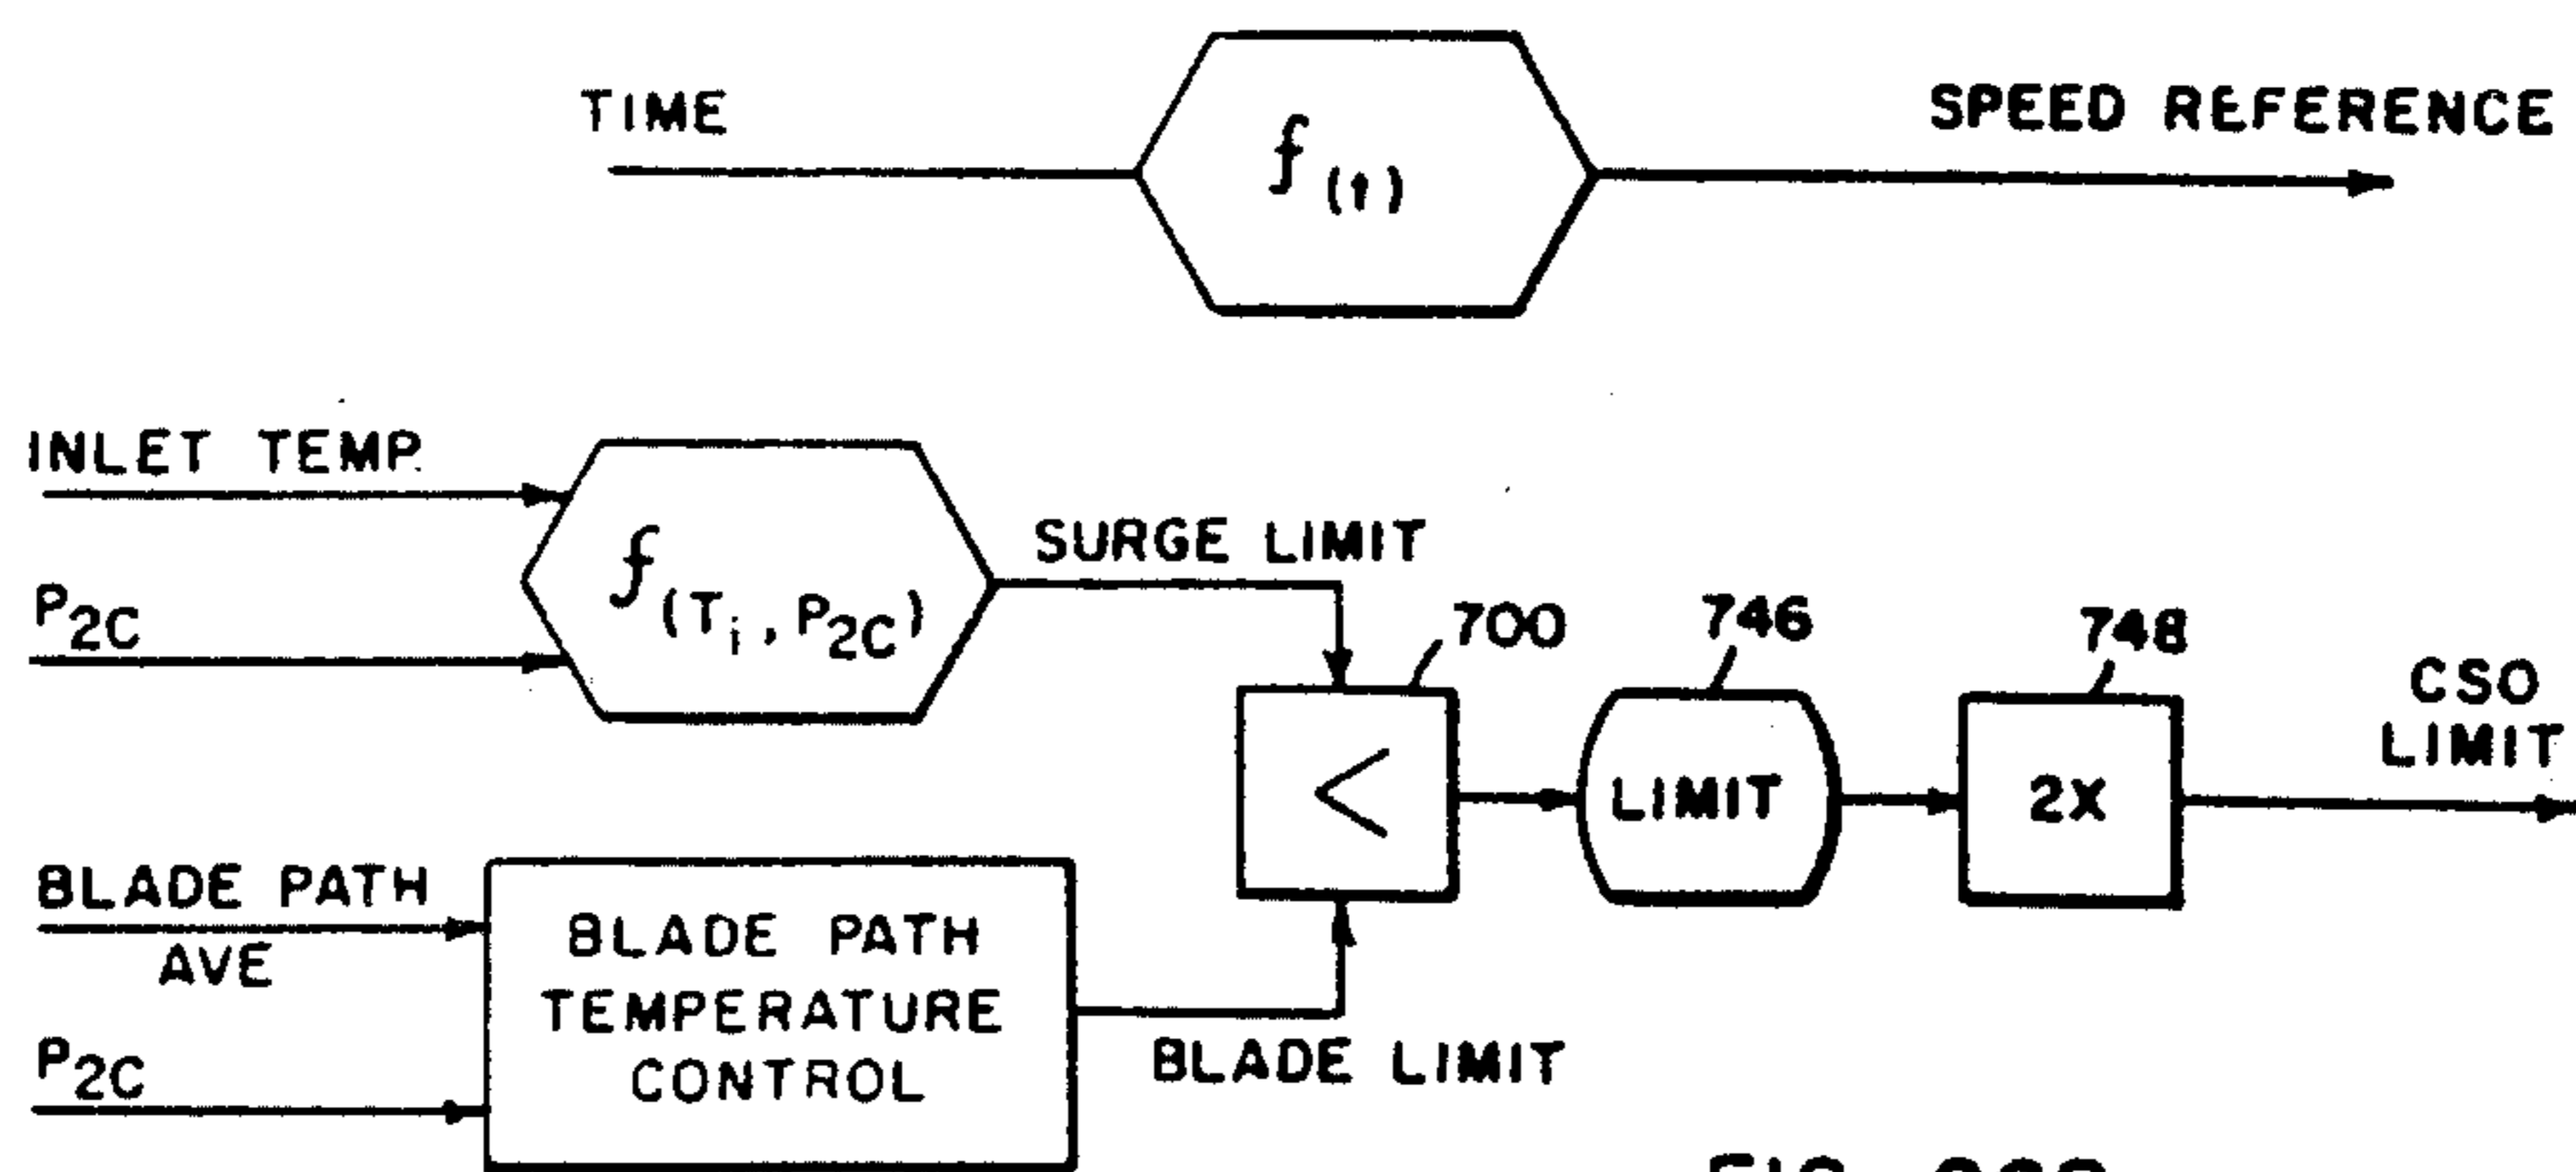 TIME
f(t)
SPEED REFERENCE
INLET TEMP.
P2C
f(Ti, P2C)
SURGE LIMIT
700
746
748
<
LIMIT
2X
CSO
LIMIT
BLADE PATH
AVE
P2C
BLADE PATH
TEMPERATURE
CONTROL
BLADE LIMIT